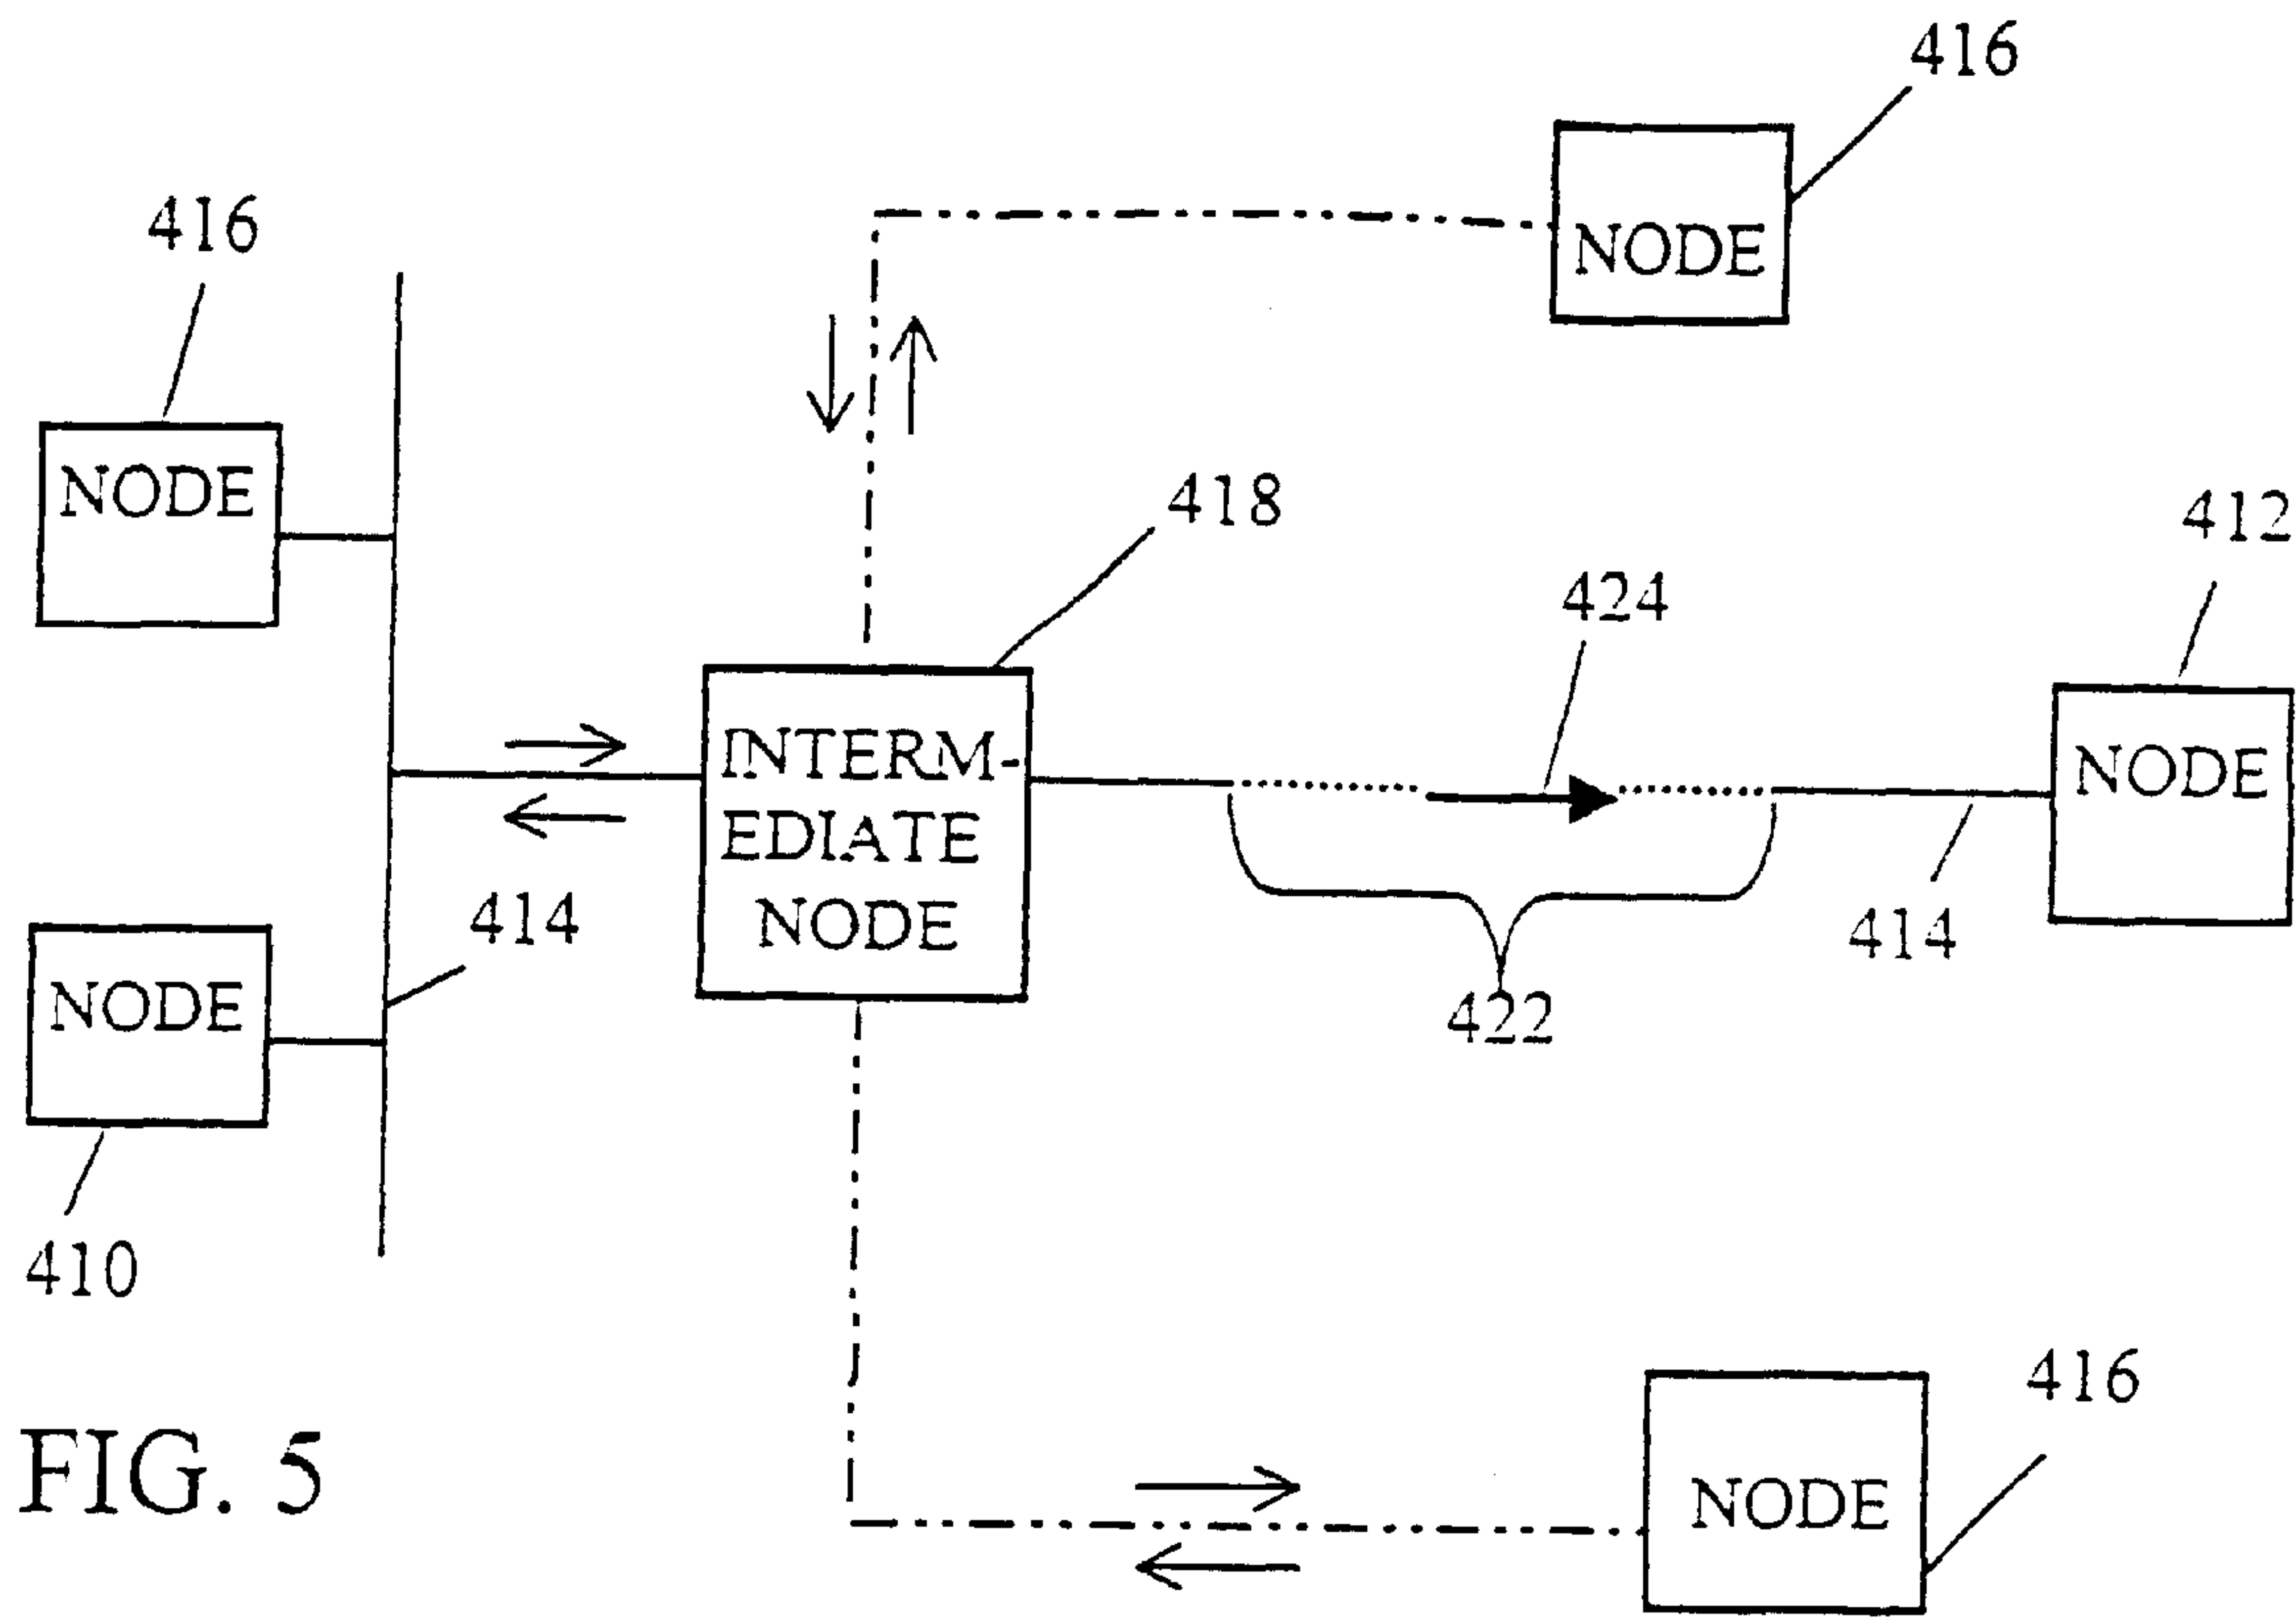 416
NODE
416
NODE
418
412
424
INTERM-
EDIATE
NODE
NODE
414
414
422
NODE
410
416
NODE
FIG. 5